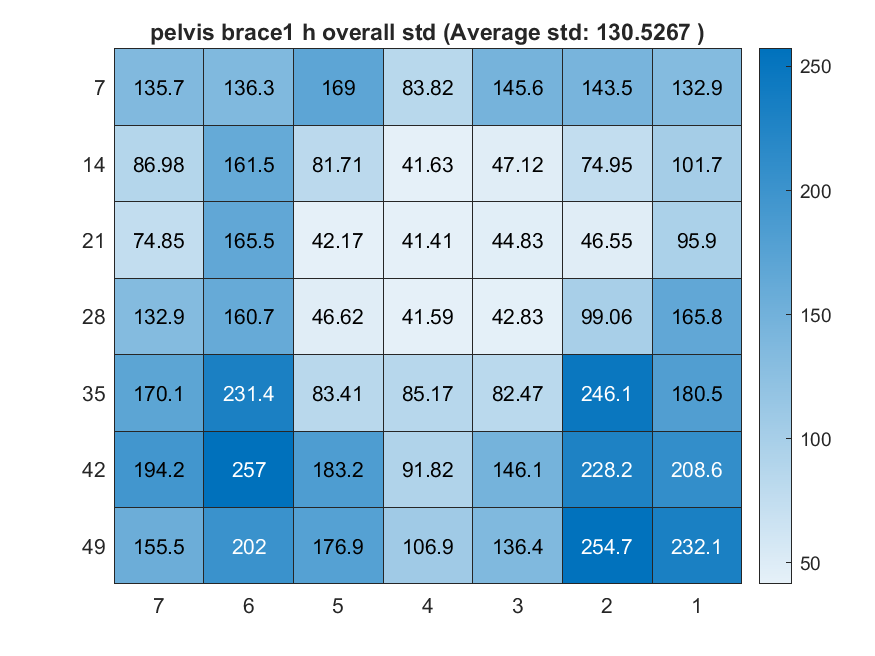 pelvis brace1 h overall std (Average std: 130.5267 )
7 135.7 136.3 169 83.82 145.6 143.5 132.9
14 86.98 161.5 81.71 41.63 47.12 74.95 101.7
21 74.85 165.5 42.17 41.41 44.83 46.55 95.9
28 132.9 160.7 46.62 41.59 42.83 99.06 165.8
35 170.1 231.4 83.41 85.17 82.47 246.1 180.5
42 194.2 257 183.2 91.82 146.1 228.2 208.6
49 155.5 202 176.9 106.9 136.4 254.7 232.1
7 6 5 4 3 2 1
250
200
150
100
50